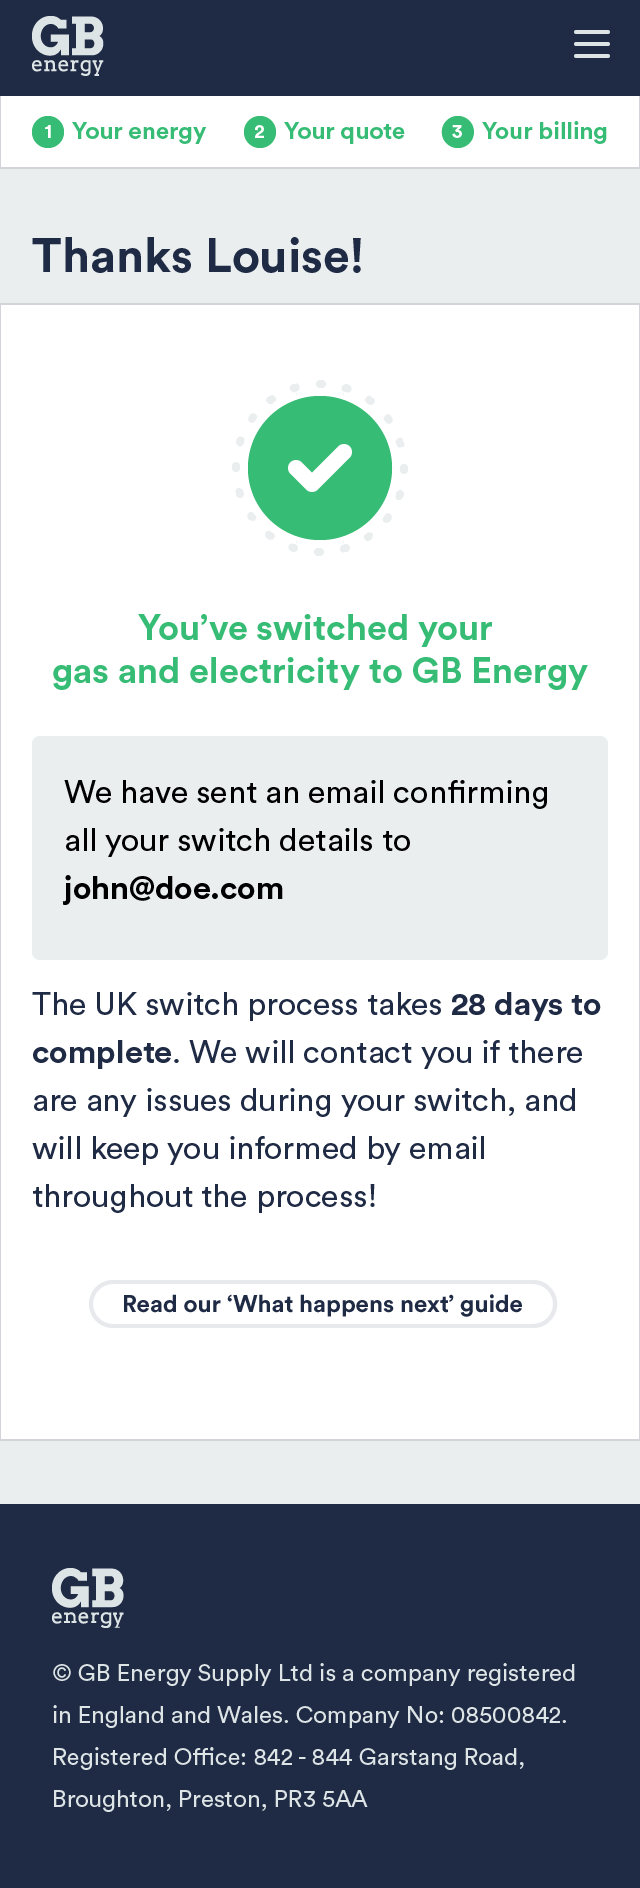 GB
energy
1 Your energy 2 Your quote 3 Your billing
Thanks Louise!
You’ve switched your
gas and electricity to GB Energy
We have sent an email confirming
all your switch details to
john@doe.com
The UK switch process takes 28 days to
complete. We will contact you if there
are any issues during your switch, and
will keep you informed by email
throughout the process!
Read our ‘What happens next’ guide
GB
energy
© GB Energy Supply Ltd is a company registered
in England and Wales. Company No: 08500842.
Registered Office: 842 - 844 Garstang Road,
Broughton, Preston, PR3 5AA